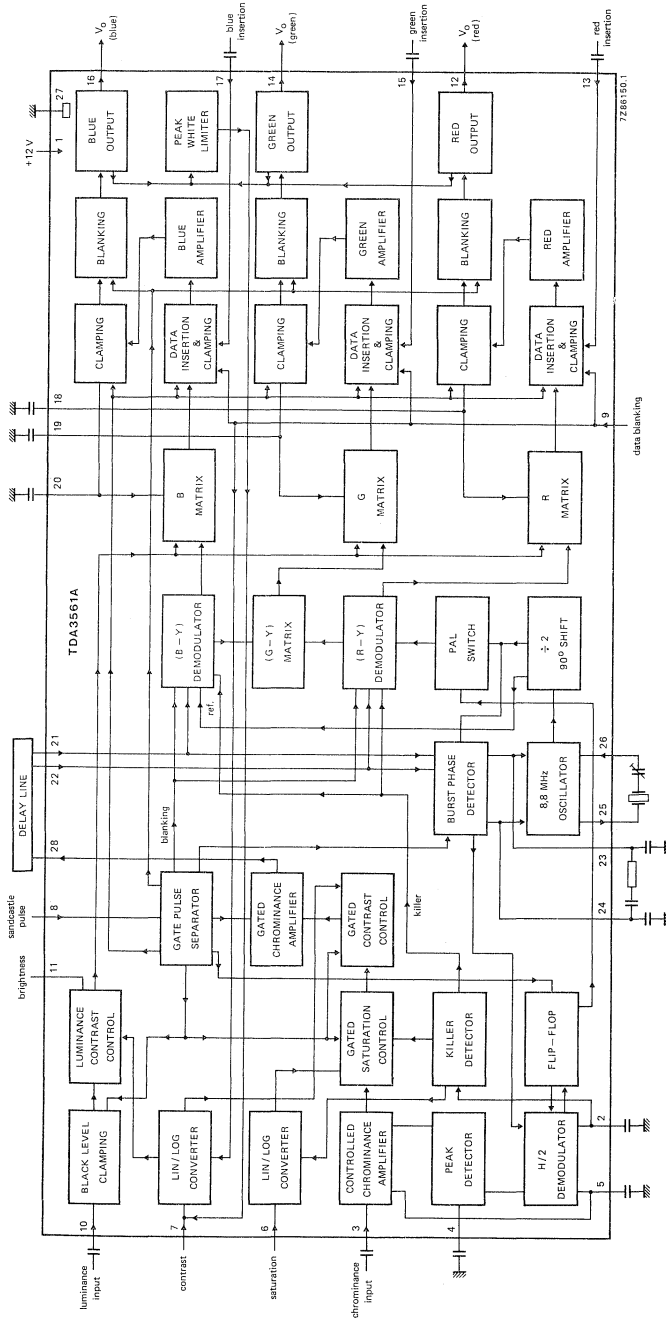 TDA3561A
luminance
input
10
BLACK LEVEL
CLAMPING
LUMINANCE
CONTRAST
CONTROL
brightness
11
sandcastle
pulse
8
GATE PULSE
SEPARATOR
DELAY LINE
28
22
21
20
19
18
+12 V
1
27
contrast
7
LIN/LOG
CONVERTER
saturation
6
LIN/LOG
CONVERTER
chrominance
input
3
CONTROLLED
CHROMINANCE
AMPLIFIER
GATED
SATURATION
CONTROL
GATED
CONTRAST
CONTROL
GATED
CHROMINANCE
AMPLIFIER
blanking
killer
ref.
4
PEAK
DETECTOR
KILLER
DETECTOR
5
H/2
DEMODULATOR
2
FLIP-FLOP
BURST PHASE
DETECTOR
8,8 MHz
OSCILLATOR
24
23
25
26
(B-Y)
DEMODULATOR
(G-Y)
MATRIX
(R-Y)
DEMODULATOR
PAL
SWITCH
÷ 2
90° SHIFT
B
MATRIX
G
MATRIX
R
MATRIX
CLAMPING
BLANKING
BLUE
OUTPUT
16
Vo
(blue)
DATA
INSERTION
&
CLAMPING
BLUE
AMPLIFIER
PEAK
WHITE
LIMITER
17
blue
insertion
CLAMPING
BLANKING
GREEN
OUTPUT
14
Vo
(green)
DATA
INSERTION
&
CLAMPING
GREEN
AMPLIFIER
15
green
insertion
CLAMPING
BLANKING
RED
OUTPUT
12
Vo
(red)
DATA
INSERTION
&
CLAMPING
RED
AMPLIFIER
13
red
insertion
9
data blanking
7Z86150.1